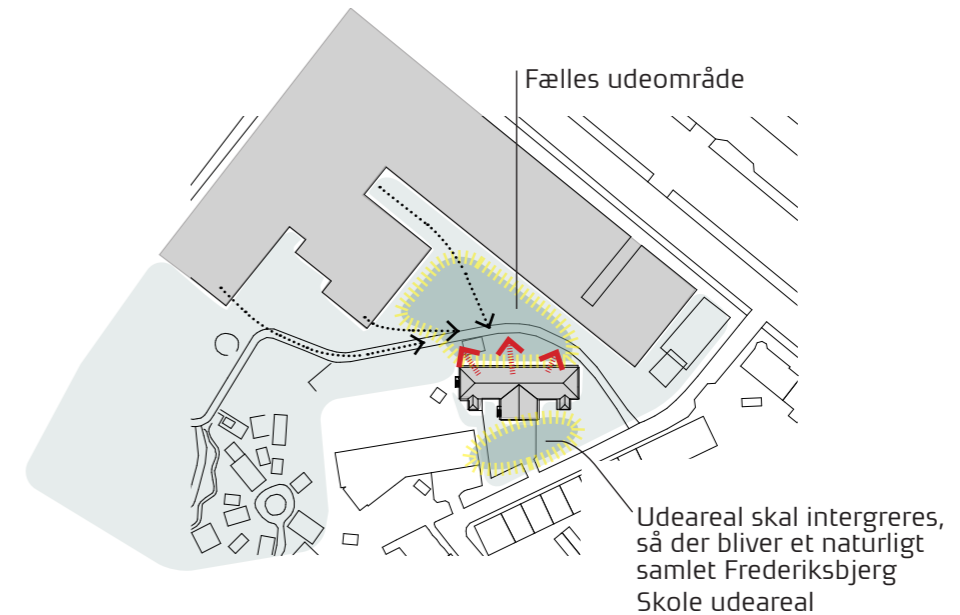 Fælles udeområde
Udeareal skal intergreres,
så der bliver et naturligt
samlet Frederiksbjerg
Skole udeareal